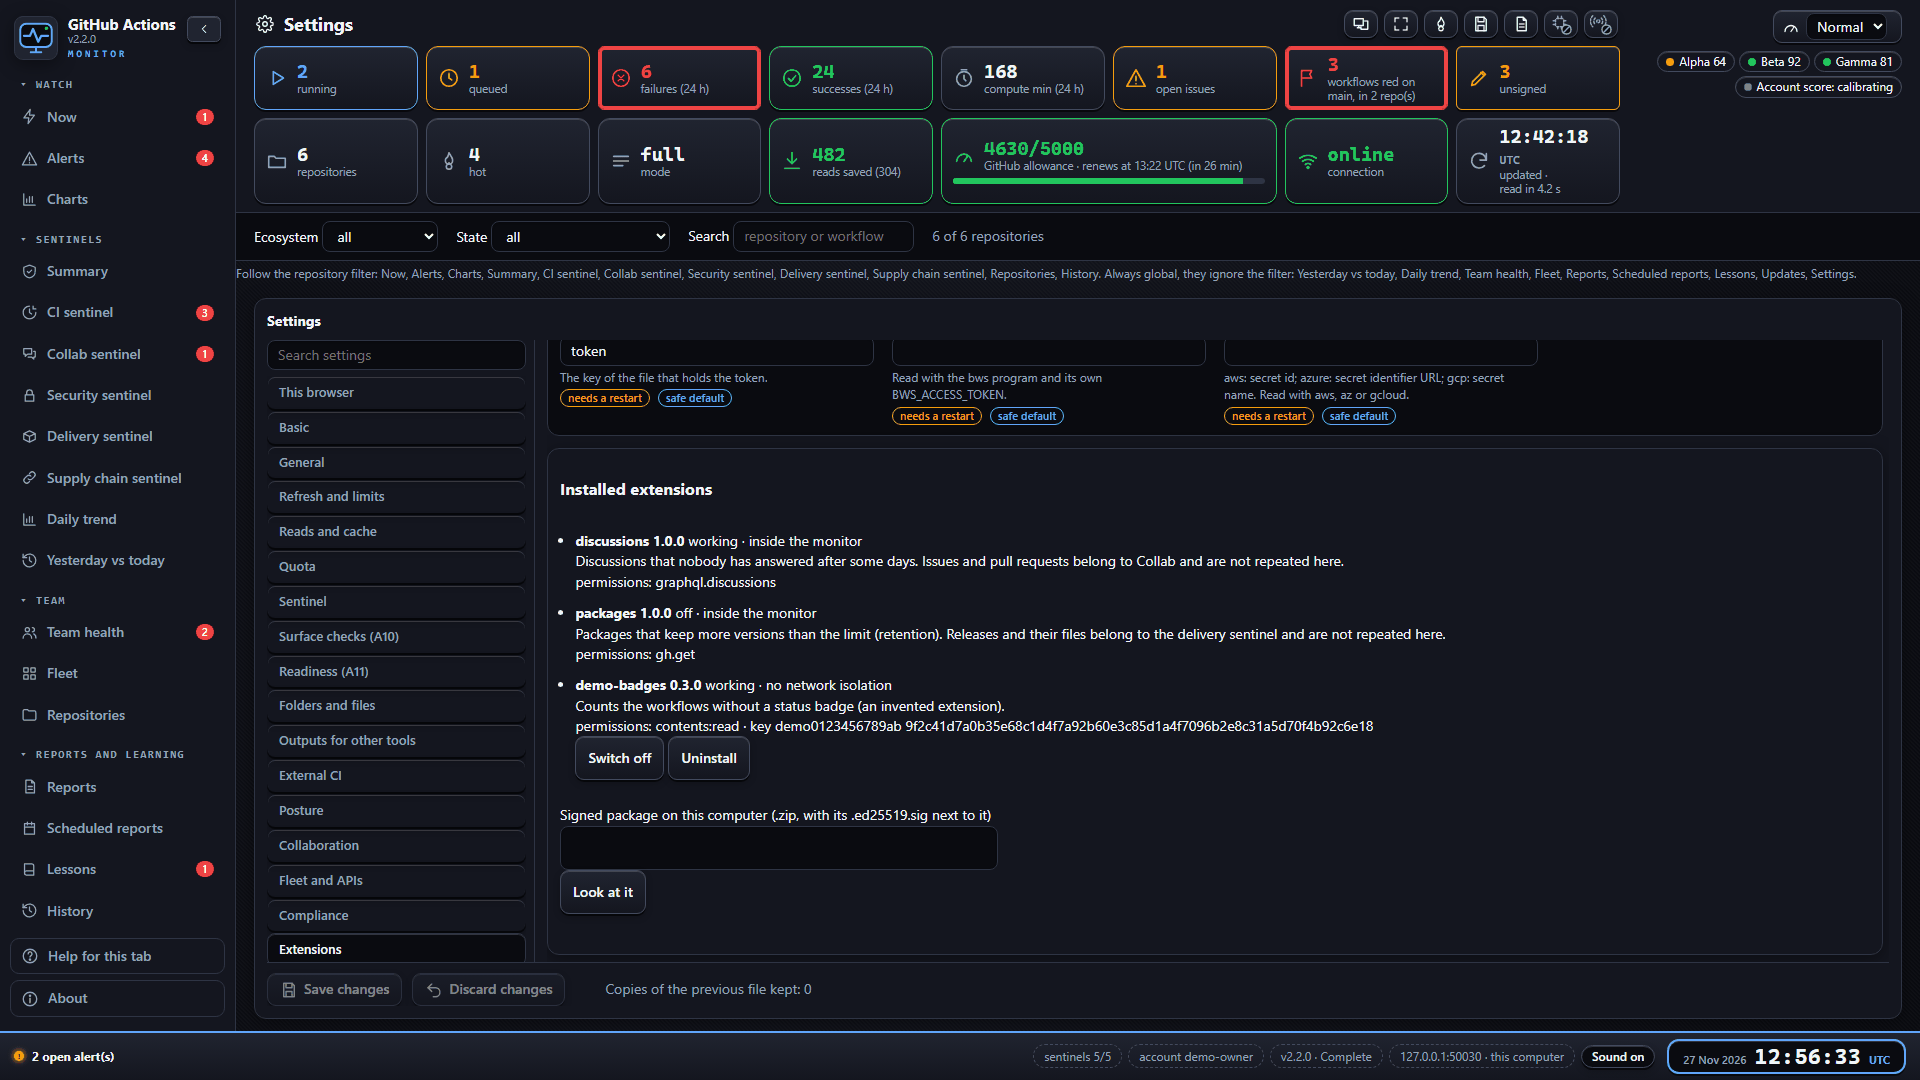 GitHub Actions
v2.2.0
MONITOR
WATCH
Now 1
Alerts 4
Charts
SENTINELS
Summary
CI sentinel 3
Collab sentinel 1
Security sentinel
Delivery sentinel
Supply chain sentinel
Daily trend
Yesterday vs today
TEAM
Team health 2
Fleet
Repositories
REPORTS AND LEARNING
Reports
Scheduled reports
Lessons 1
History
Help for this tab
About
Settings
Normal
2
running
1
queued
6
failures (24 h)
24
successes (24 h)
168
compute min (24 h)
1
open issues
3
workflows red on
main, in 2 repo(s)
3
unsigned
Alpha 64
Beta 92
Gamma 81
Account score: calibrating
6
repositories
4
hot
full
mode
482
reads saved (304)
4630/5000
GitHub allowance · renews at 13:22 UTC (in 26 min)
online
connection
12:42:18
UTC
updated ·
read in 4.2 s
Ecosystem all State all Search repository or workflow 6 of 6 repositories
Follow the repository filter: Now, Alerts, Charts, Summary, CI sentinel, Collab sentinel, Security sentinel, Delivery sentinel, Supply chain sentinel, Repositories, History. Always global, they ignore the filter: Yesterday vs today, Daily trend, Team health, Fleet, Reports, Scheduled reports, Lessons, Updates, Settings.
Settings
Search settings
This browser
Basic
General
Refresh and limits
Reads and cache
Quota
Sentinel
Surface checks (A10)
Readiness (A11)
Folders and files
Outputs for other tools
External CI
Posture
Collaboration
Fleet and APIs
Compliance
Extensions
token
The key of the file that holds the token.
needs a restart safe default
Read with the bws program and its own
BWS_ACCESS_TOKEN.
needs a restart safe default
aws: secret id; azure: secret identifier URL; gcp: secret
name. Read with aws, az or gcloud.
needs a restart safe default
Installed extensions
• discussions 1.0.0 working · inside the monitor
Discussions that nobody has answered after some days. Issues and pull requests belong to Collab and are not repeated here.
permissions: graphql.discussions
• packages 1.0.0 off · inside the monitor
Packages that keep more versions than the limit (retention). Releases and their files belong to the delivery sentinel and are not repeated here.
permissions: gh.get
• demo-badges 0.3.0 working · no network isolation
Counts the workflows without a status badge (an invented extension).
permissions: contents:read · key demo0123456789ab 9f2c41d7a0b35e68c1d4f7a92b60e3c85d1a4f7096b2e8c31a5d70f4b92c6e18
Switch off Uninstall
Signed package on this computer (.zip, with its .ed25519.sig next to it)
Look at it
Save changes Discard changes Copies of the previous file kept: 0
2 open alert(s)
sentinels 5/5 account demo-owner v2.2.0 · Complete 127.0.0.1:50030 · this computer Sound on 27 Nov 2026 12:56:33 UTC